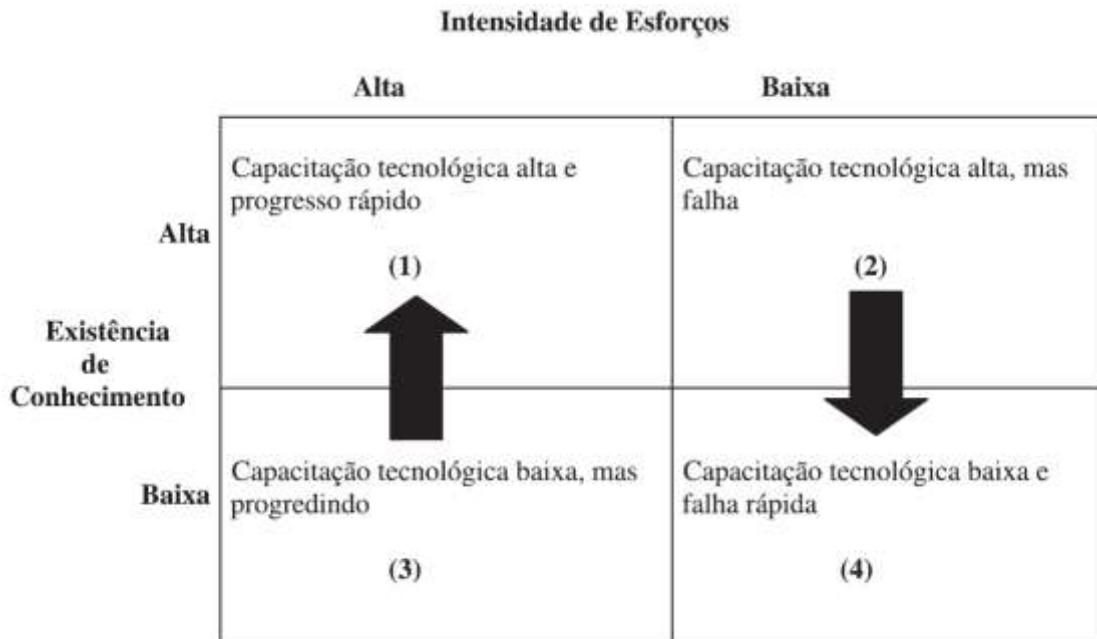 Intensidade de Esforços
Alta
Baixa
Capacitação tecnológica alta e
progresso rápido
(1)
Capacitação tecnológica alta, mas
falha
(2)
Alta
Existência
de
Conhecimento
Baixa
Capacitação tecnológica baixa, mas
progredindo
(3)
Capacitação tecnológica baixa e
falha rápida
(4)